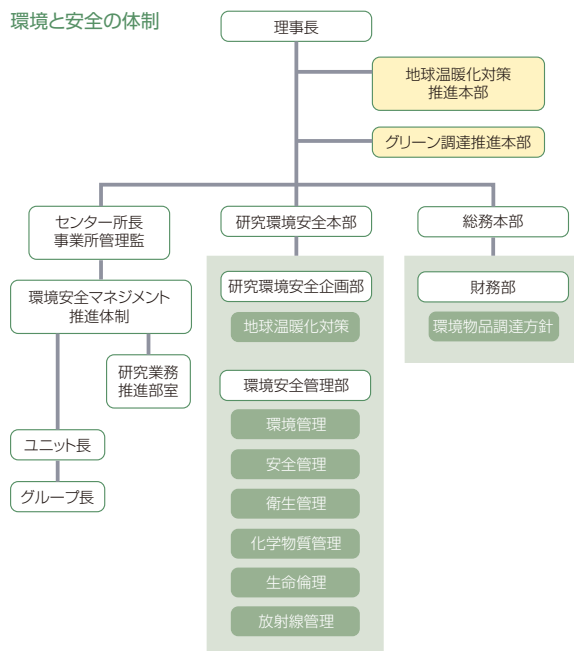 環境と安全の体制
理事長
地球温暖化対策
推進本部
グリーン調達推進本部
センター所長
事業所管理監
研究環境安全本部
総務本部
環境安全マネジメント
推進体制
研究業務
推進部室
ユニット長
グループ長
研究環境安全企画部
地球温暖化対策
環境安全管理部
環境管理
安全管理
衛生管理
化学物質管理
生命倫理
放射線管理
財務部
環境物品調達方針